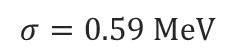 𝜎 = 0.59 MeV